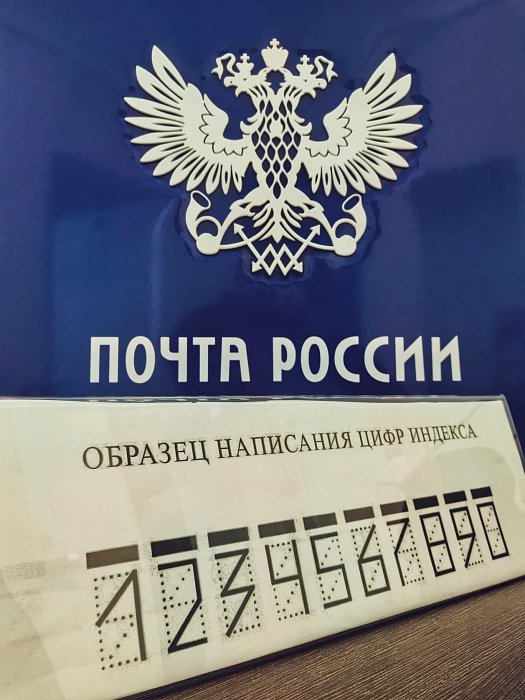 ПОЧТА РОССИИ
ОБРАЗЕЦ НАПИСАНИЯ ЦИФР ИНДЕКСА
1234567890